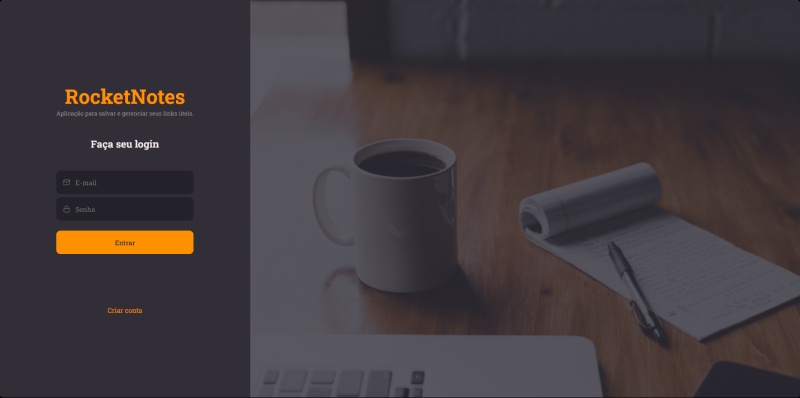 RocketNotes
Aplicação para salvar e gerenciar seus links úteis.
Faça seu login
E-mail
Senha
Entrar
Criar conta